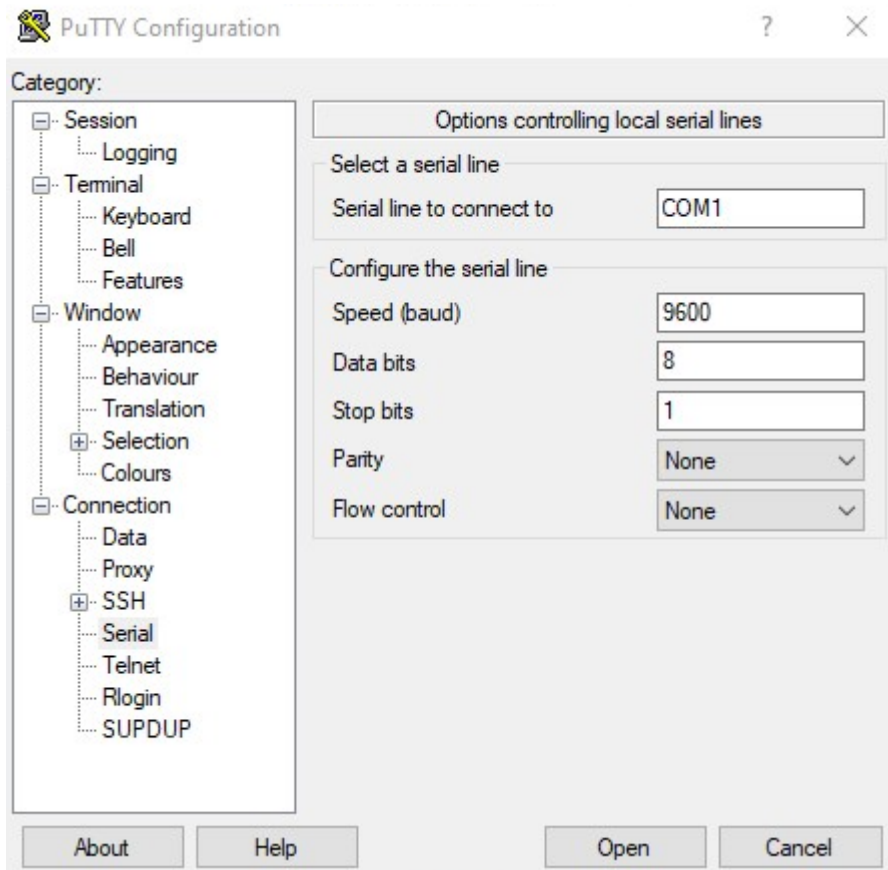 PuTTY Configuration
Category:
Session
Logging
Terminal
Keyboard
Bell
Features
Window
Appearance
Behaviour
Translation
Selection
Colours
Connection
Data
Proxy
SSH
Serial
Telnet
Rlogin
SUPDUP
Options controlling local serial lines
Select a serial line
Serial line to connect to COM1
Configure the serial line
Speed (baud) 9600
Data bits 8
Stop bits 1
Parity None
Flow control None
About Help Open Cancel